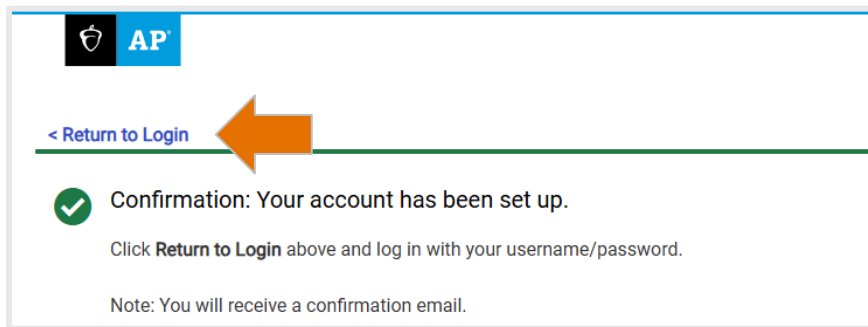 AP
< Return to Login
Confirmation: Your account has been set up.
Click Return to Login above and log in with your username/password.
Note: You will receive a confirmation email.